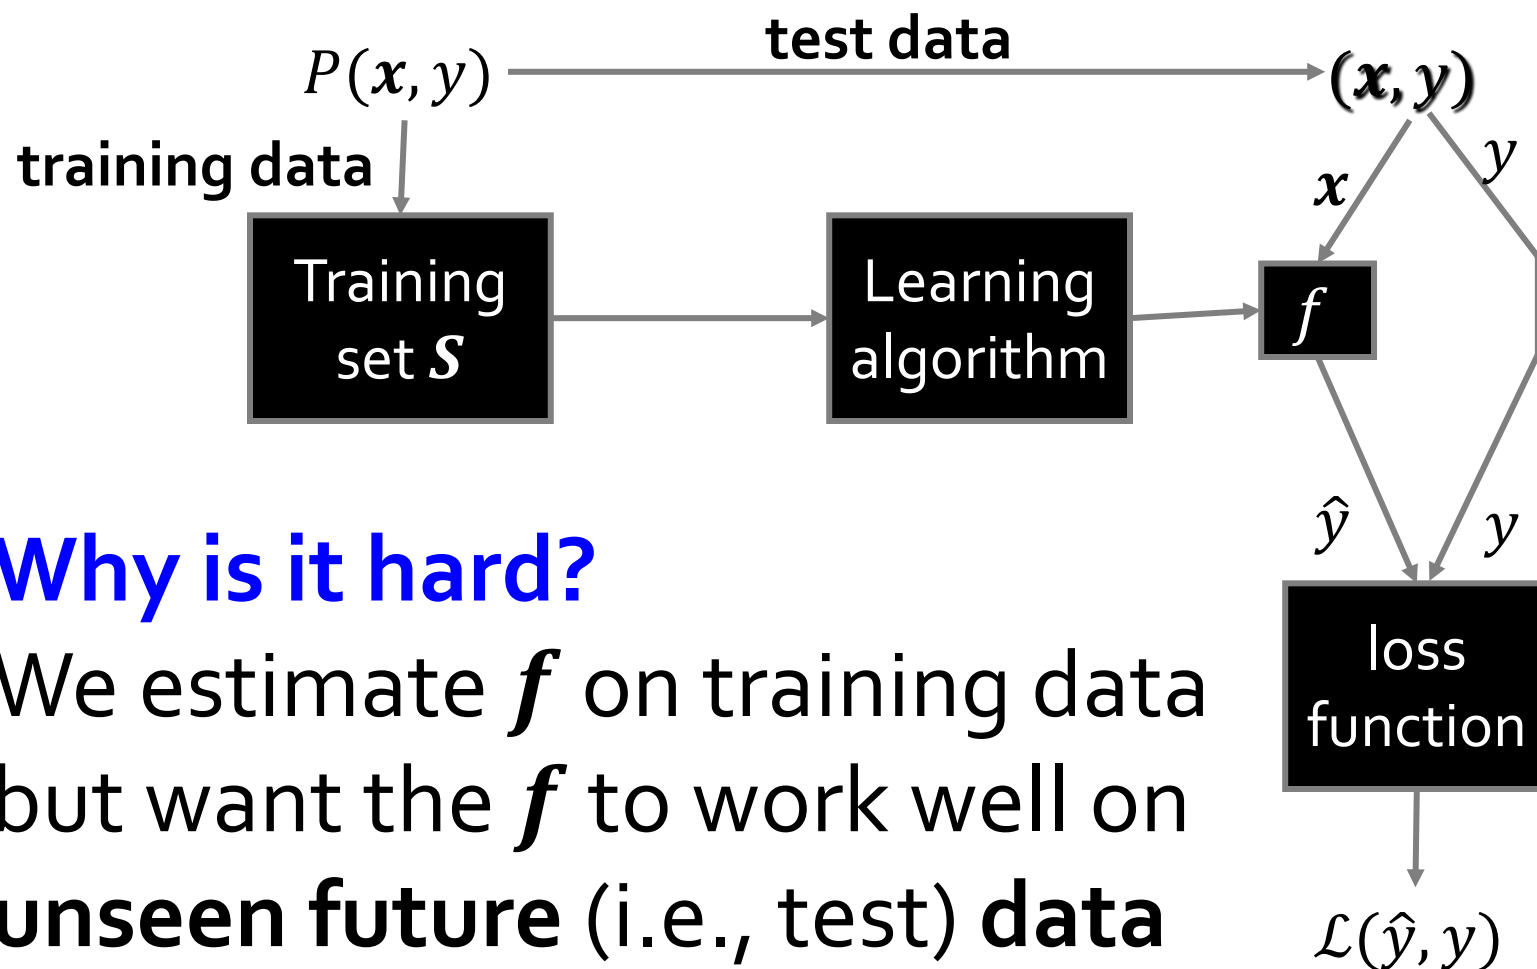 test data
P(x, y)
(x, y)
training data
x
y
Training
set S
Learning
algorithm
f
ŷ
y
Why is it hard?
We estimate f on training data
but want the f to work well on
unseen future (i.e., test) data
loss
function
ℒ(ŷ, y)